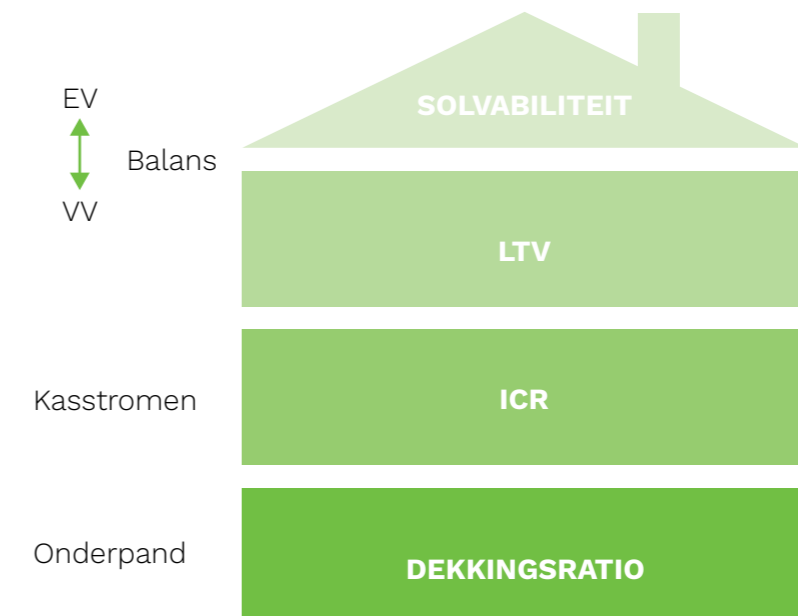 SOLVABILITEIT
EV
Balans
VV
LTV
Kasstromen
ICR
Onderpand
DEKKINGSRATIO